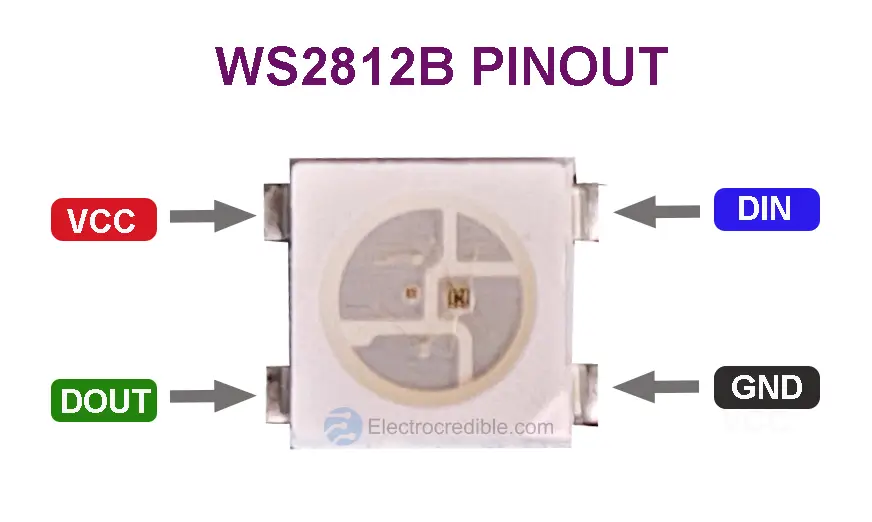 WS2812B PINOUT
VCC
DIN
DOUT
GND
Electrocredible.com